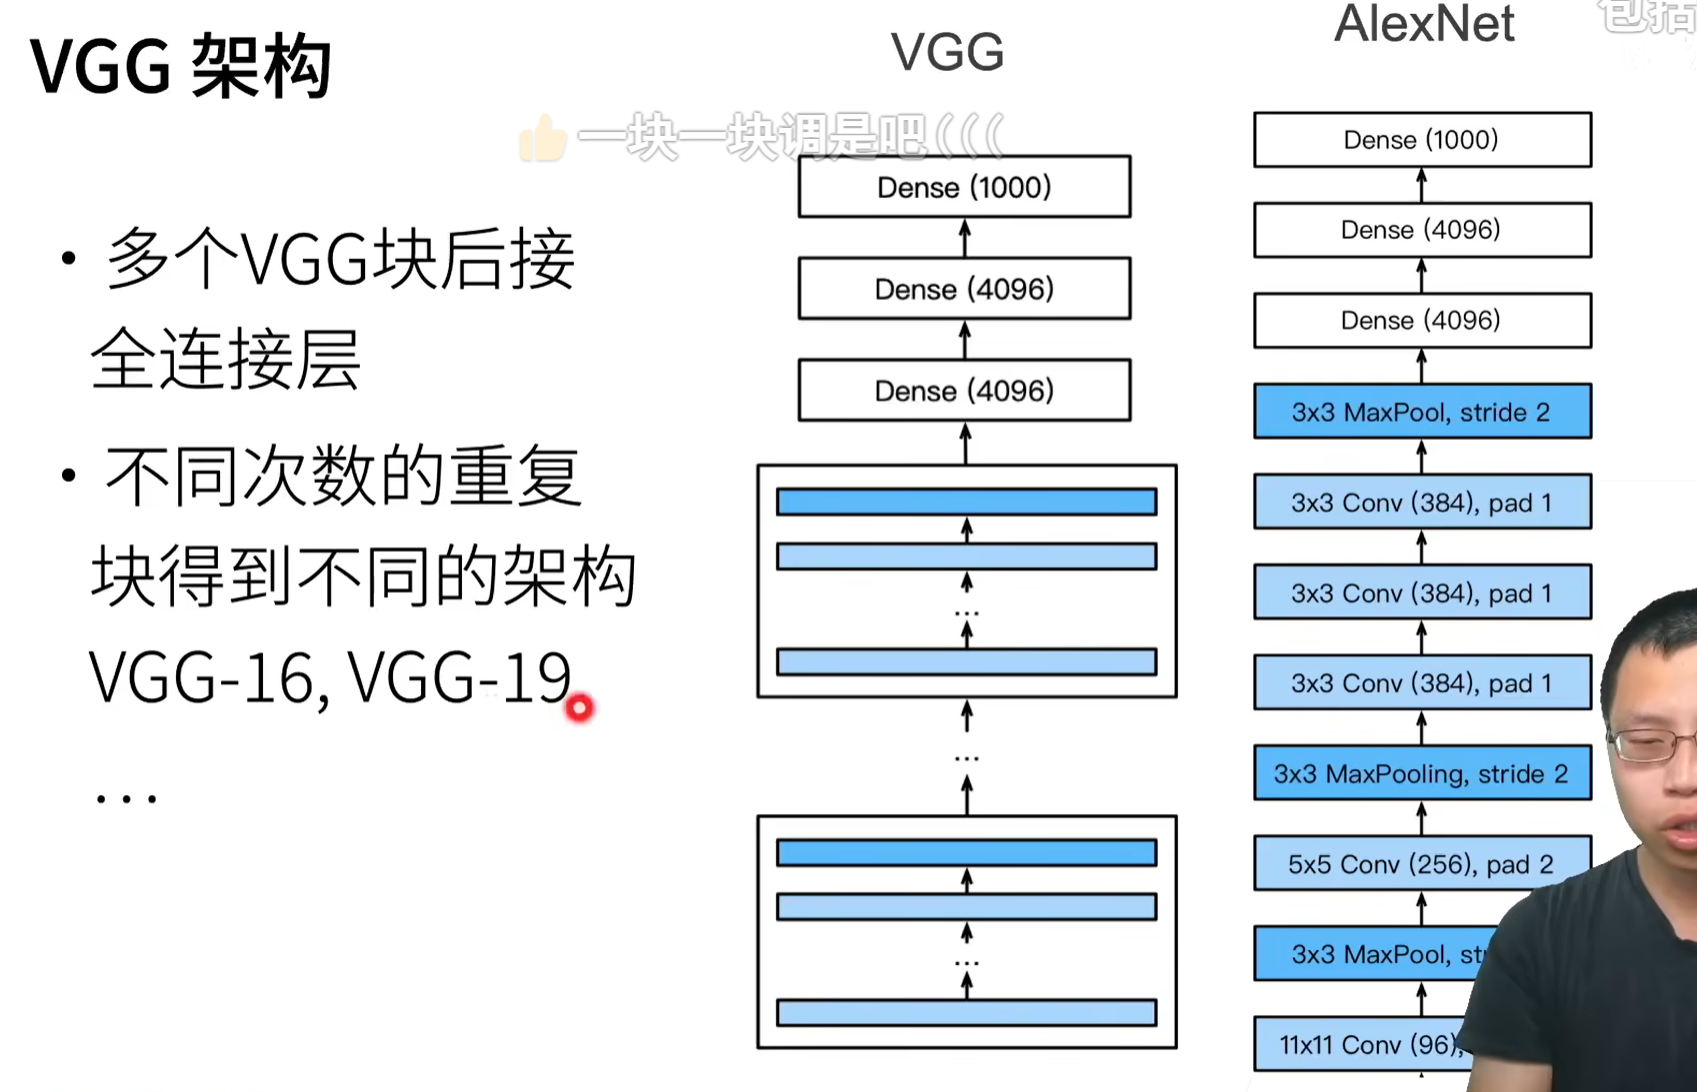 VGG 架构
VGG
AlexNet
包括
一块一块调是吧(((
• 多个VGG块后接
全连接层
• 不同次数的重复
块得到不同的架构
VGG-16, VGG-19
...
Dense (1000)
Dense (4096)
Dense (4096)
...
...
...
Dense (1000)
Dense (4096)
Dense (4096)
3x3 MaxPool, stride 2
3x3 Conv (384), pad 1
3x3 Conv (384), pad 1
3x3 Conv (384), pad 1
3x3 MaxPooling, stride 2
5x5 Conv (256), pad 2
3x3 MaxPool,
11x11 Conv (96),